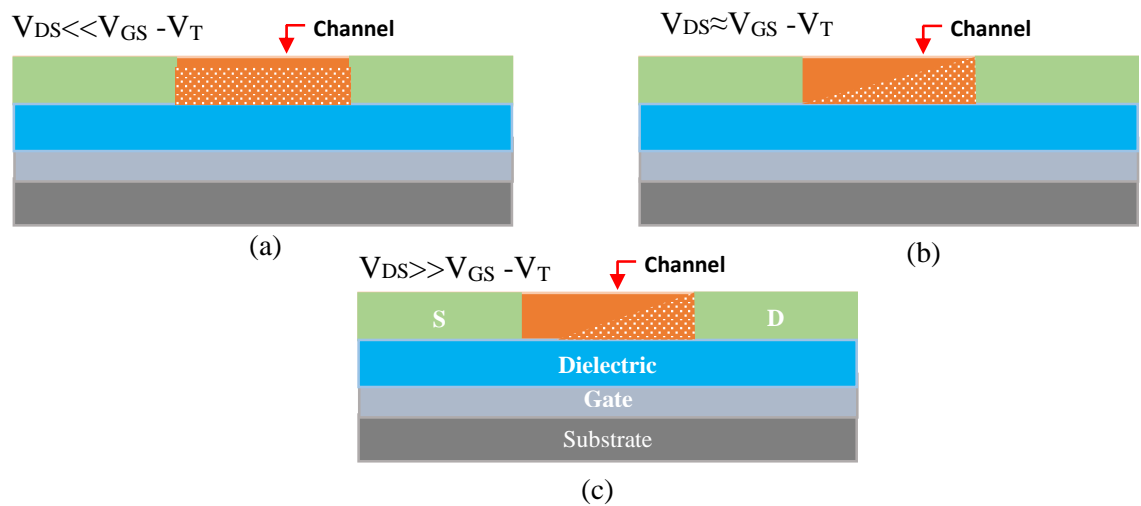 VDS<<VGS -VT
Channel
(a)
VDS≈VGS -VT
Channel
(b)
VDS>>VGS -VT
Channel
S
D
Dielectric
Gate
Substrate
(c)